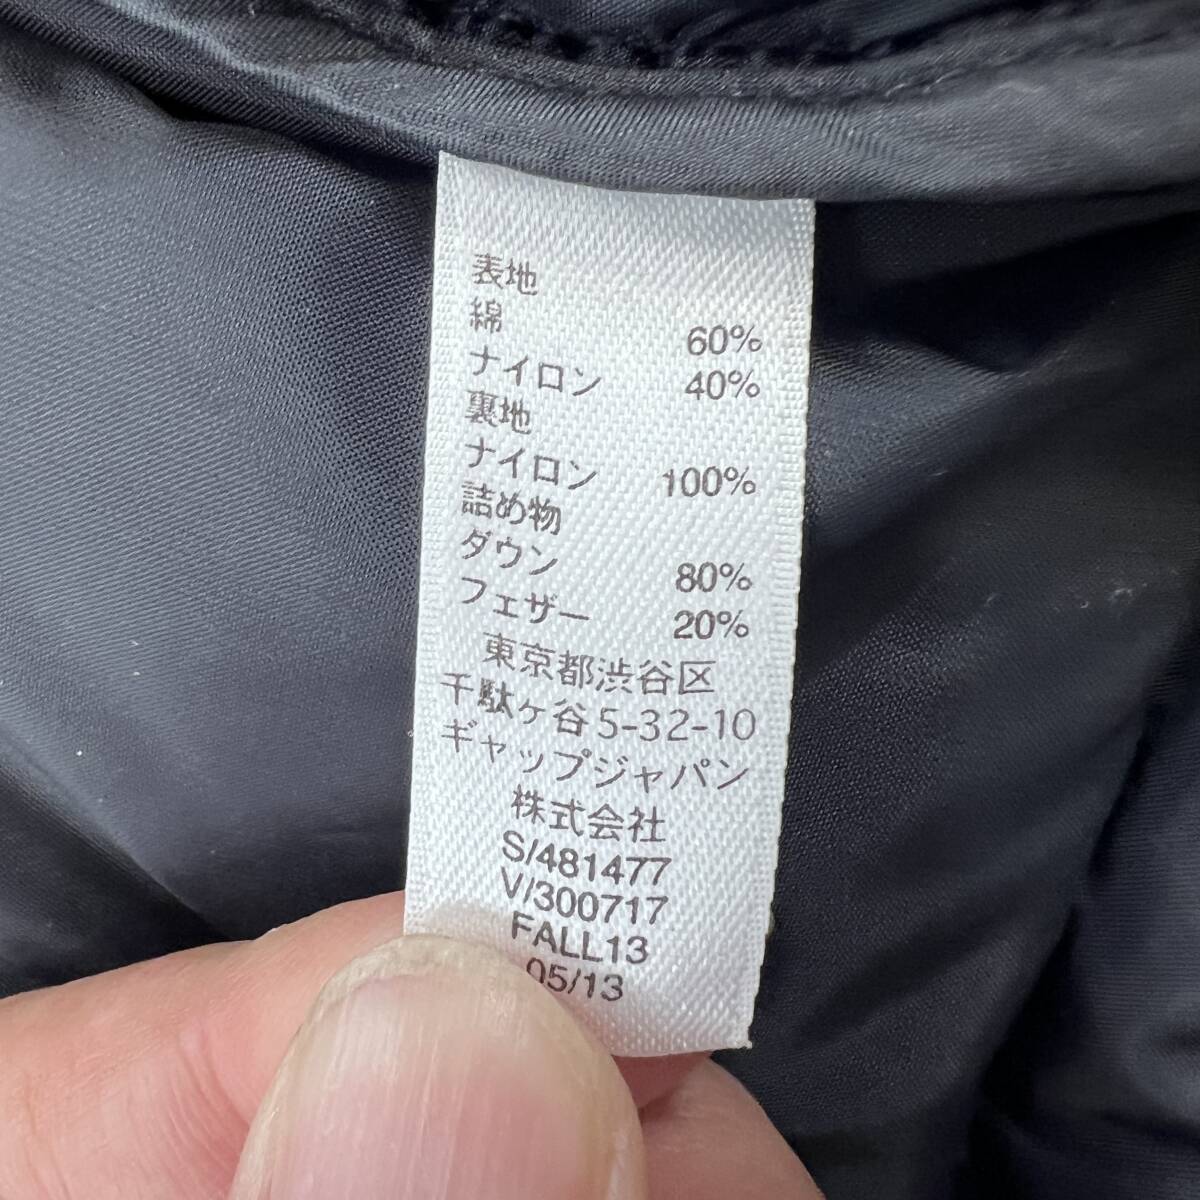 表地
綿 60%
ナイロン 40%
裏地
ナイロン 100%
詰め物
ダウン 80%
フェザー 20%
東京都渋谷区
千駄ヶ谷5-32-10
ギャップジャパン
株式会社
S/481477
V/300717
FALL13
05/13